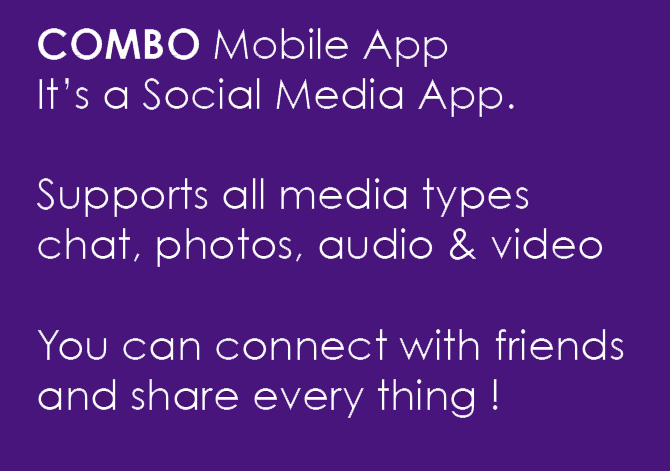 COMBO Mobile App
It's a Social Media App.
Supports all media types
chat, photos, audio & video
You can connect with friends
and share every thing !